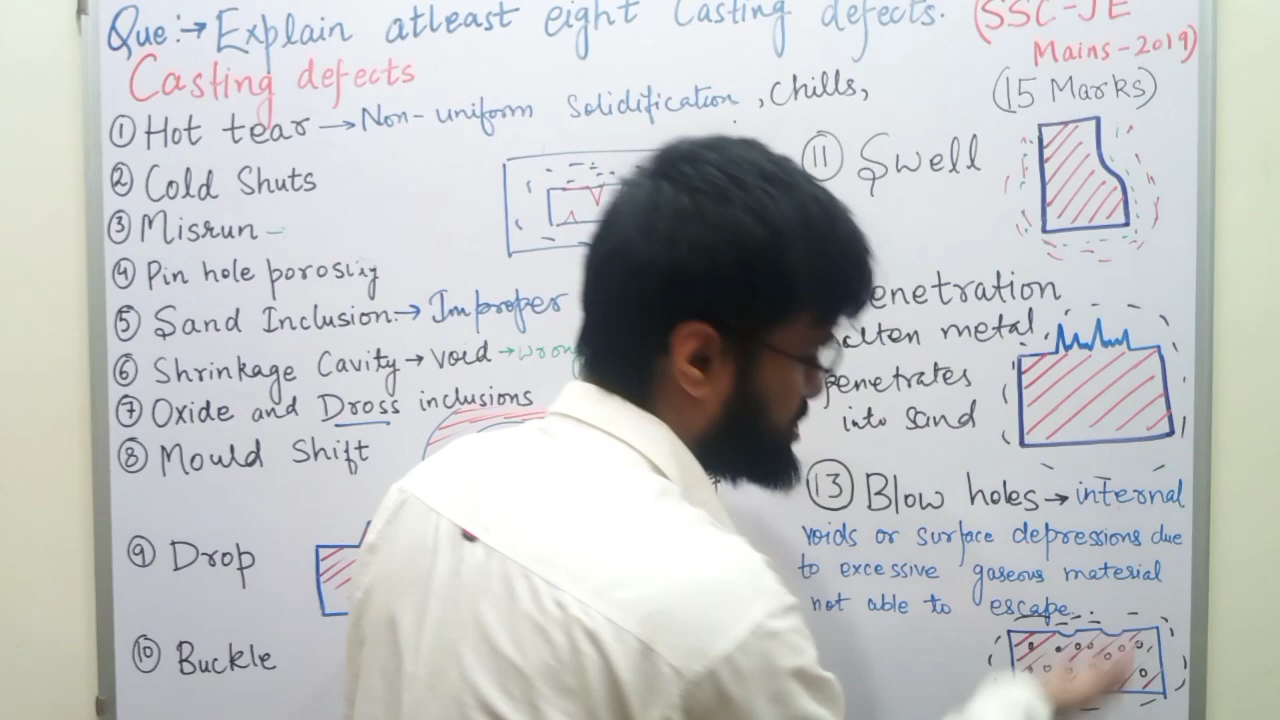 Que:→ Explain atleast eight Casting defects. (SSC-JE
Mains-2019)
Casting defects
(15 Marks)
① Hot tear → Non-uniform Solidification, Chills,
② Cold Shuts
③ Misrun –
④ Pin hole porosity
⑤ Sand Inclusion → Improper
⑥ Shrinkage Cavity → void → wrong
⑦ Oxide and Dross inclusions
⑧ Mould Shift
⑨ Drop
⑩ Buckle
⑪ Swell
enetration
olten metal
penetrates
into sand
⑬ Blow holes → internal
voids or surface depressions due
to excessive gaseous material
not able to escape.